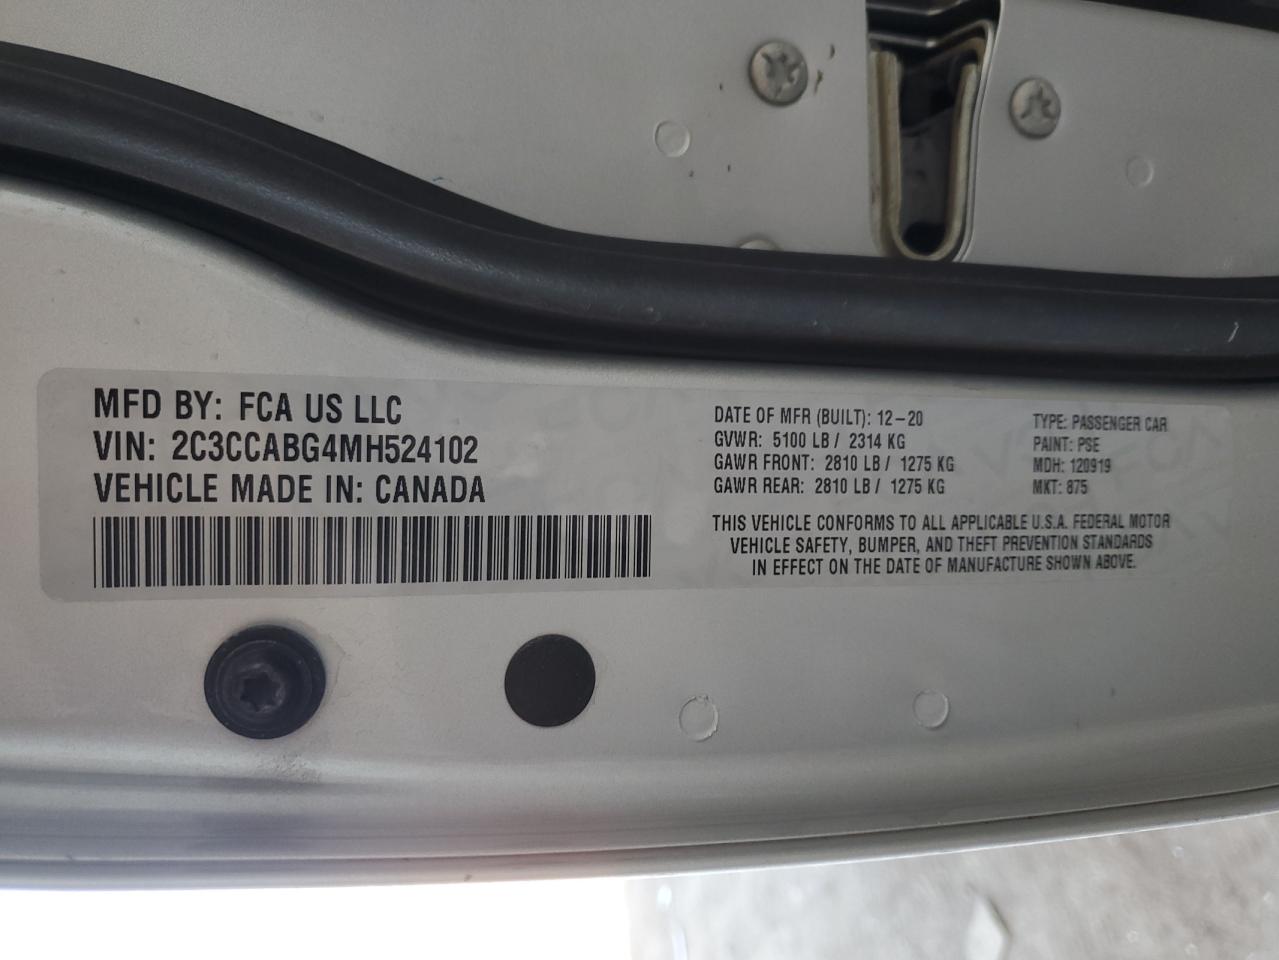 MFD BY: FCA US LLC
VIN: 2C3CCABG4MH524102
VEHICLE MADE IN: CANADA
DATE OF MFR (BUILT): 12-20
GVWR: 5100 LB / 2314 KG
GAWR FRONT: 2810 LB / 1275 KG
GAWR REAR: 2810 LB / 1275 KG
TYPE: PASSENGER CAR
PAINT: PSE
MDH: 120919
MKT: 875
THIS VEHICLE CONFORMS TO ALL APPLICABLE U.S.A. FEDERAL MOTOR
VEHICLE SAFETY, BUMPER, AND THEFT PREVENTION STANDARDS
IN EFFECT ON THE DATE OF MANUFACTURE SHOWN ABOVE.